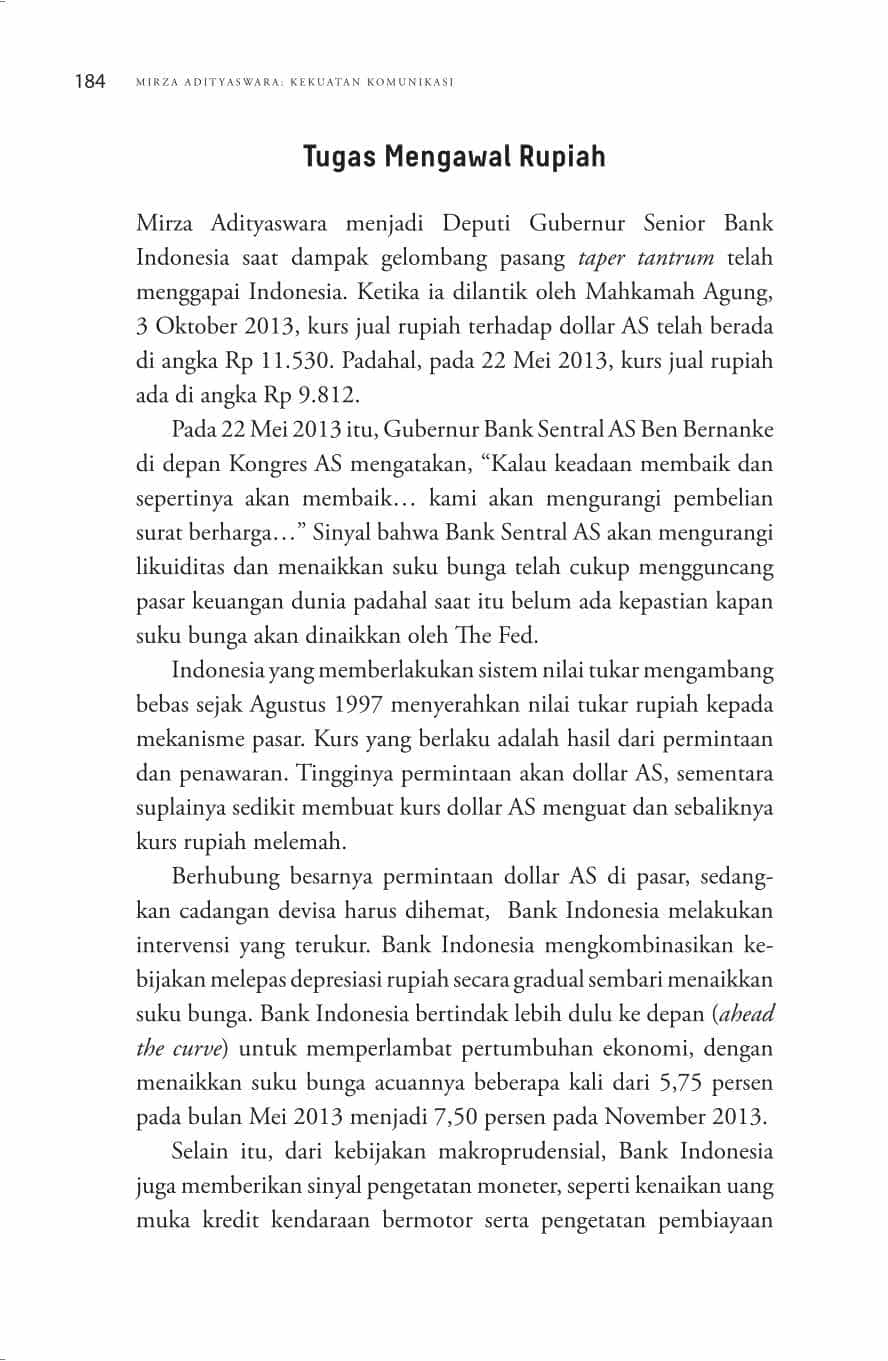 184 MIRZA ADITYASWARA: KEKUATAN KOMUNIKASI
Tugas Mengawal Rupiah
Mirza Adityaswara menjadi Deputi Gubernur Senior Bank
Indonesia saat dampak gelombang pasang taper tantrum telah
menggapai Indonesia. Ketika ia dilantik oleh Mahkamah Agung,
3 Oktober 2013, kurs jual rupiah terhadap dollar AS telah berada
di angka Rp 11.530. Padahal, pada 22 Mei 2013, kurs jual rupiah
ada di angka Rp 9.812.
Pada 22 Mei 2013 itu, Gubernur Bank Sentral AS Ben Bernanke
di depan Kongres AS mengatakan, “Kalau keadaan membaik dan
sepertinya akan membaik… kami akan mengurangi pembelian
surat berharga…” Sinyal bahwa Bank Sentral AS akan mengurangi
likuiditas dan menaikkan suku bunga telah cukup mengguncang
pasar keuangan dunia padahal saat itu belum ada kepastian kapan
suku bunga akan dinaikkan oleh The Fed.
Indonesia yang memberlakukan sistem nilai tukar mengambang
bebas sejak Agustus 1997 menyerahkan nilai tukar rupiah kepada
mekanisme pasar. Kurs yang berlaku adalah hasil dari permintaan
dan penawaran. Tingginya permintaan akan dollar AS, sementara
suplainya sedikit membuat kurs dollar AS menguat dan sebaliknya
kurs rupiah melemah.
Berhubung besarnya permintaan dollar AS di pasar, sedang-
kan cadangan devisa harus dihemat, Bank Indonesia melakukan
intervensi yang terukur. Bank Indonesia mengkombinasikan ke-
bijakan melepas depresiasi rupiah secara gradual sembari menaikkan
suku bunga. Bank Indonesia bertindak lebih dulu ke depan (ahead
the curve) untuk memperlambat pertumbuhan ekonomi, dengan
menaikkan suku bunga acuannya beberapa kali dari 5,75 persen
pada bulan Mei 2013 menjadi 7,50 persen pada November 2013.
Selain itu, dari kebijakan makroprudensial, Bank Indonesia
juga memberikan sinyal pengetatan moneter, seperti kenaikan uang
muka kredit kendaraan bermotor serta pengetatan pembiayaan